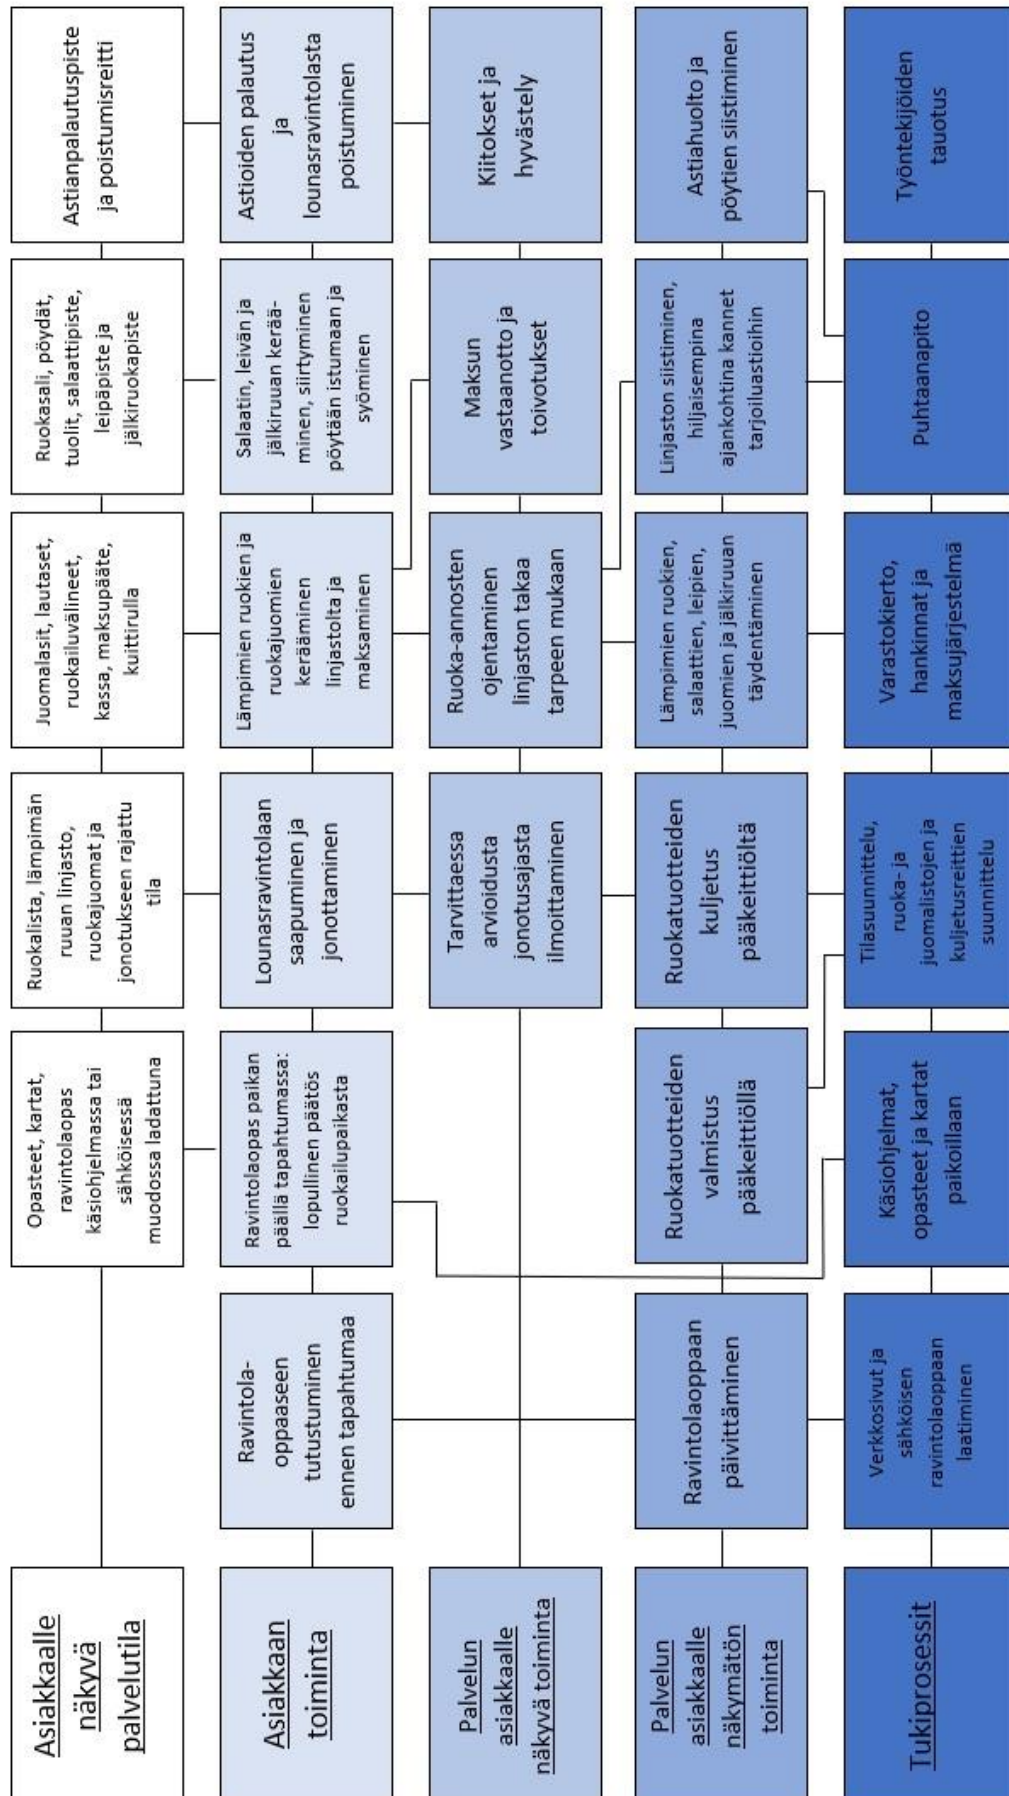 Asiakkaalle
näkyvä
palvelutila
Opasteet, kartat,
ravintolaopas
käsiohjelmassa tai
sähköisessä
muodossa ladattuna
Ruokalista, lämpimän
ruuan linjasto,
ruokajuomat ja
jonotukseen rajattu
tila
Juomalasit, lautaset,
ruokailuvälineet,
kassa, maksupääte,
kuittirulla
Ruokasali, pöydät,
tuolit, salaattipiste,
leipäpiste ja
jälkiruokapiste
Astianpalautuspiste
ja poistumisreitti
Asiakkaan
toiminta
Ravintola-
oppaaseen
tutustuminen
ennen tapahtumaa
Ravintolaopas paikan
päällä tapahtumassa:
lopullinen päätös
ruokailupaikasta
Lounasravintolaan
saapuminen ja
jonottaminen
Lämpimien ruokien ja
ruokajuomien
kerääminen
linjastolta ja
maksaminen
Salaatin, leivän ja
jälkiruuan kerää-
minen, siirtyminen
pöytään istumaan ja
syöminen
Astioiden palautus
ja
lounasravintolasta
poistuminen
Palvelun
asiakkaalle
näkyvä toiminta
Tarvittaessa
arvioidusta
jonotusajasta
ilmoittaminen
Ruoka-annosten
ojentaminen
linjaston takaa
tarpeen mukaan
Maksun
vastaanotto ja
toivotukset
Kiitokset ja
hyvästely
Palvelun
asiakkaalle
näkymätön
toiminta
Ravintolaoppaan
päivittäminen
Ruokatuotteiden
valmistus
pääkeittiöllä
Ruokatuotteiden
kuljetus
pääkeittiöltä
Lämpimien ruokien,
salaattien, leipien,
juomien ja jälkiruuan
täydentäminen
Linjaston siistiminen,
hiljaisempina
ajankohtina kannet
tarjoiluastioihin
Astiahuolto ja
pöytien siistiminen
Tukiprosessit
Verkkosivut ja
sähköisen
ravintolaoppaan
laatiminen
Käsiohjelmat,
opasteet ja kartat
paikoillaan
Tilasuunnittelu,
ruoka- ja
juomalistojen ja
kuljetusreittien
suunnittelu
Varastokierto,
hankinnat ja
maksujärjestelmä
Puhtaanapito
Työntekijöiden
tauotus